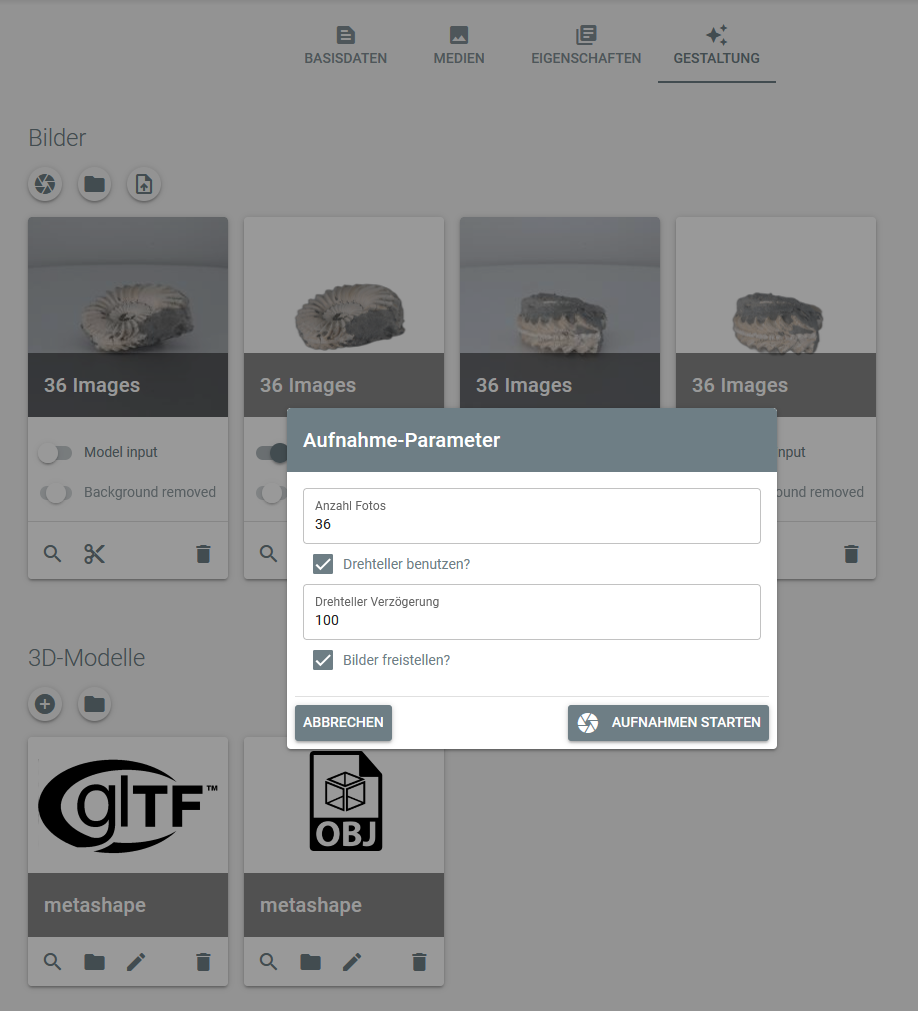 BASISDATEN
MEDIEN
EIGENSCHAFTEN
GESTALTUNG
Bilder
36 Images
36 Images
36 Images
36 Images
Model input
nput
Background removed
und removed
Aufnahme-Parameter
Anzahl Fotos
36
Drehteller benutzen?
Drehteller Verzögerung
100
Bilder freistellen?
ABBRECHEN
AUFNAHMEN STARTEN
3D-Modelle
glTF™
OBJ
metashape
metashape